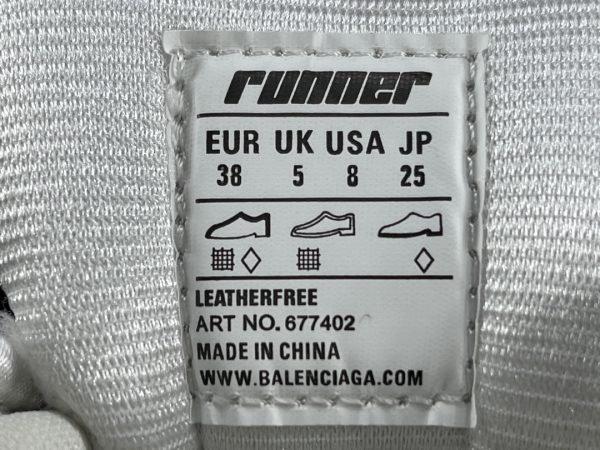 runner
EUR UK USA JP
38 5 8 25
LEATHERFREE
ART NO. 677402
MADE IN CHINA
WWW.BALENCIAGA.COM